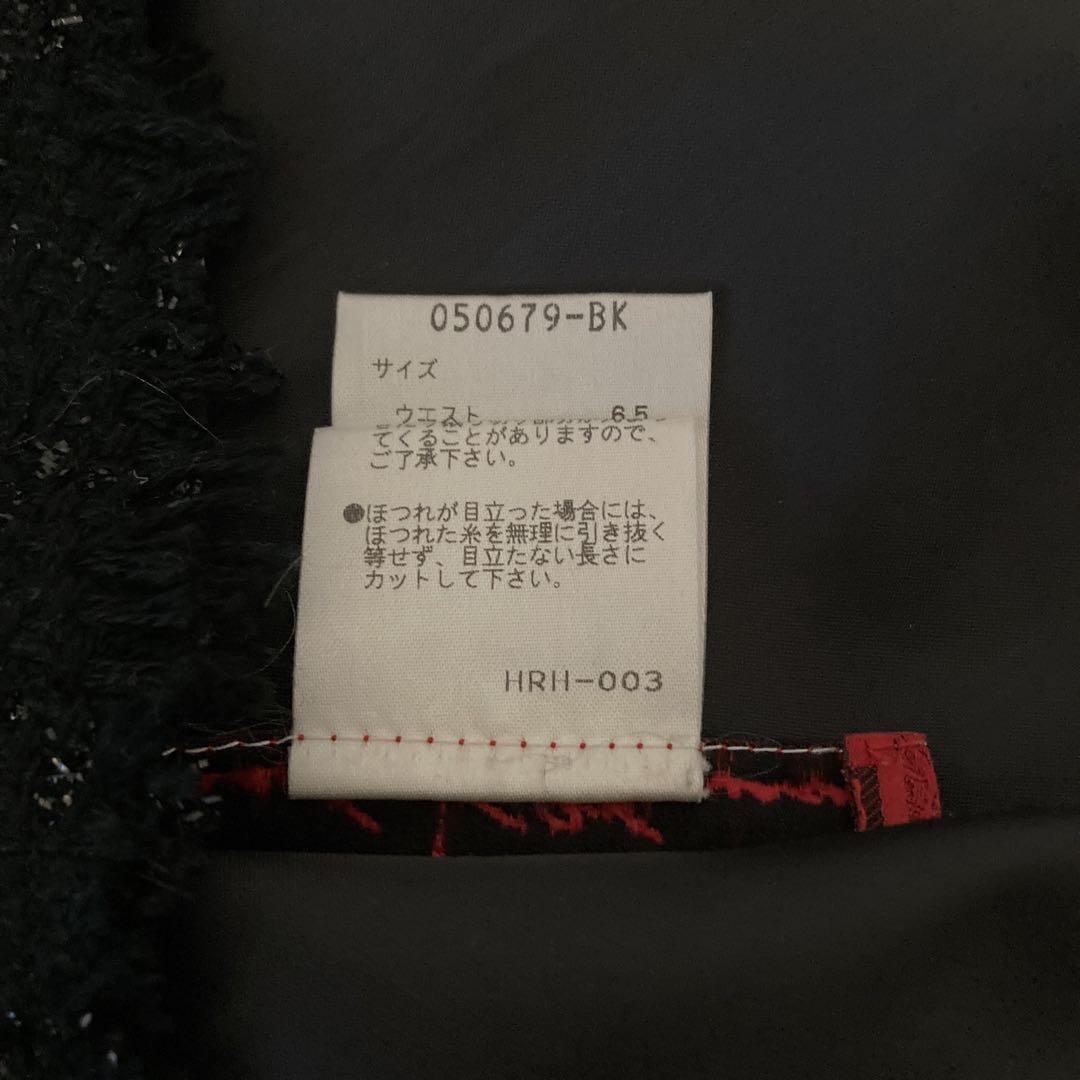 050679-BK
サイズ
ウエスト 65
てくることがありますので、
ご了承下さい。
●ほつれが目立った場合には、
ほつれた糸を無理に引き抜く
等せず、目立たない長さに
カットして下さい。
HRH-003